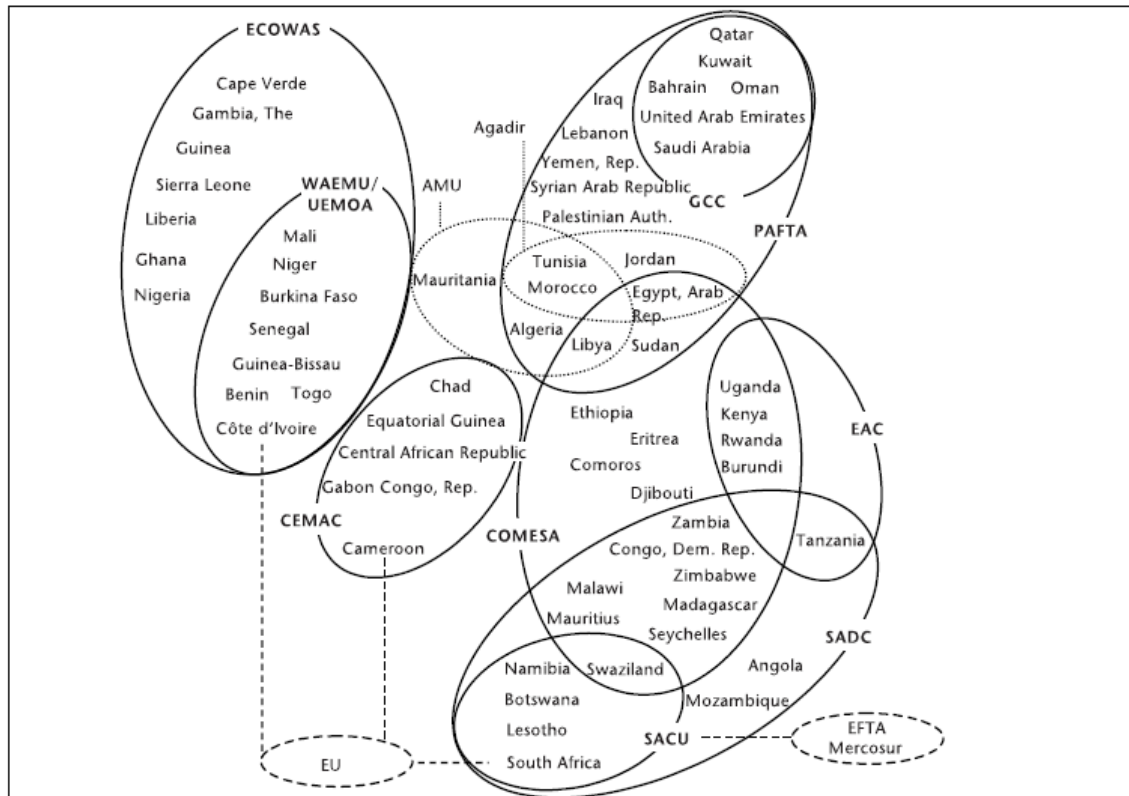 ECOWAS
Cape Verde
Gambia, The
Guinea
Sierra Leone
Liberia
Ghana
Nigeria
WAEMU/
UEMOA
Mali
Niger
Burkina Faso
Senegal
Guinea-Bissau
Benin Togo
Côte d’Ivoire
AMU
Agadir
Mauritania
Qatar
Kuwait
Bahrain Oman
United Arab Emirates
Saudi Arabia
GCC
Iraq
Lebanon
Yemen, Rep.
Syrian Arab Republic
Palestinian Auth.
PAFTA
Tunisia
Jordan
Morocco
Egypt, Arab
Rep.
Algeria
Libya
Sudan
Chad
Equatorial Guinea
Central African Republic
Gabon Congo, Rep.
CEMAC
Cameroon
Ethiopia
Eritrea
Comoros
Djibouti
COMESA
Uganda
Kenya
Rwanda
Burundi
EAC
Tanzania
Zambia
Congo, Dem. Rep.
Zimbabwe
Malawi
Madagascar
Mauritius
Seychelles
SADC
Angola
Mozambique
Namibia Swaziland
Botswana
Lesotho
South Africa
SACU
EU
EFTA
Mercosur